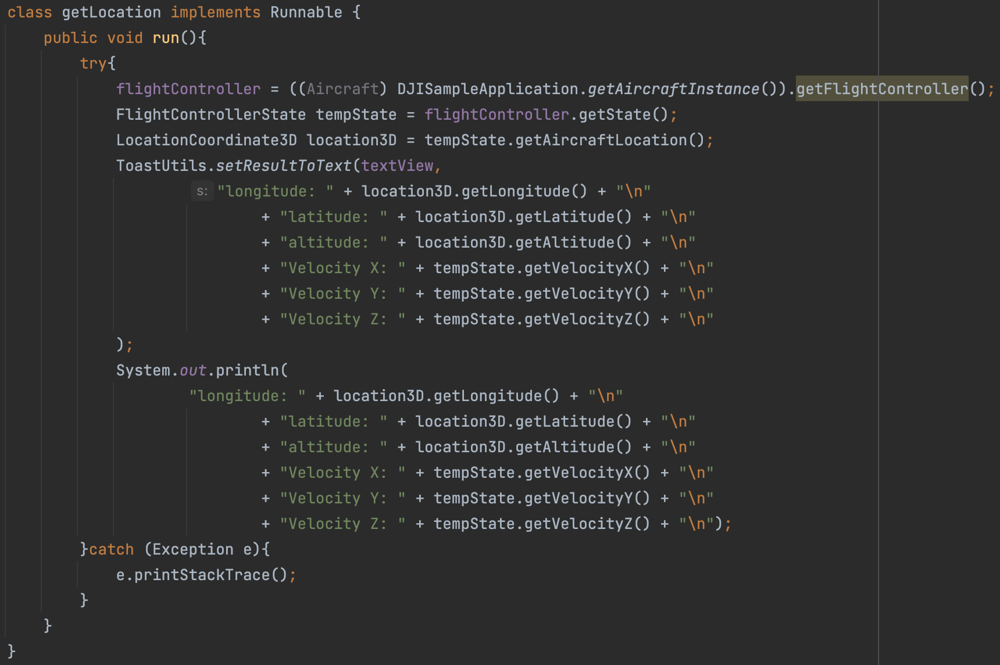 class getLocation implements Runnable {
public void run(){
try{
flightController = ((Aircraft) DJISampleApplication.getAircraftInstance()).getFlightController();
FlightControllerState tempState = flightController.getState();
LocationCoordinate3D location3D = tempState.getAircraftLocation();
ToastUtils.setResultToText(textView,
s: "longitude: " + location3D.getLongitude() + "\n"
+ "latitude: " + location3D.getLatitude() + "\n"
+ "altitude: " + location3D.getAltitude() + "\n"
+ "Velocity X: " + tempState.getVelocityX() + "\n"
+ "Velocity Y: " + tempState.getVelocityY() + "\n"
+ "Velocity Z: " + tempState.getVelocityZ() + "\n"
);
System.out.println(
"longitude: " + location3D.getLongitude() + "\n"
+ "latitude: " + location3D.getLatitude() + "\n"
+ "altitude: " + location3D.getAltitude() + "\n"
+ "Velocity X: " + tempState.getVelocityX() + "\n"
+ "Velocity Y: " + tempState.getVelocityY() + "\n"
+ "Velocity Z: " + tempState.getVelocityZ() + "\n");
}catch (Exception e){
e.printStackTrace();
}
}
}